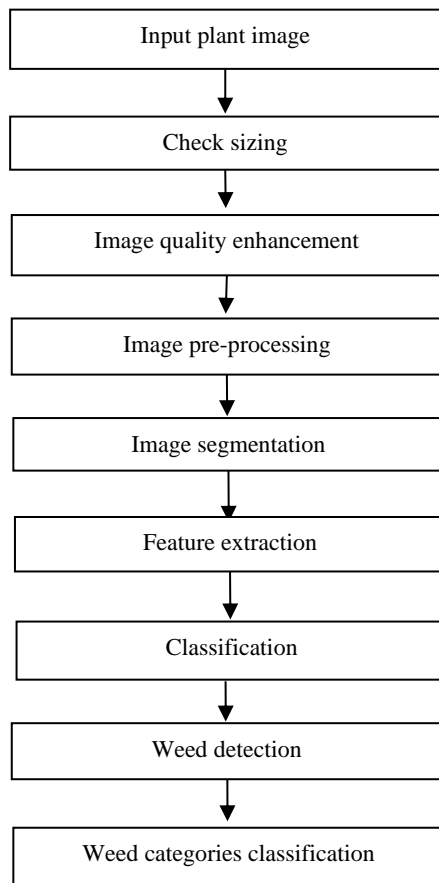 Input plant image
Check sizing
Image quality enhancement
Image pre-processing
Image segmentation
Feature extraction
Classification
Weed detection
Weed categories classification